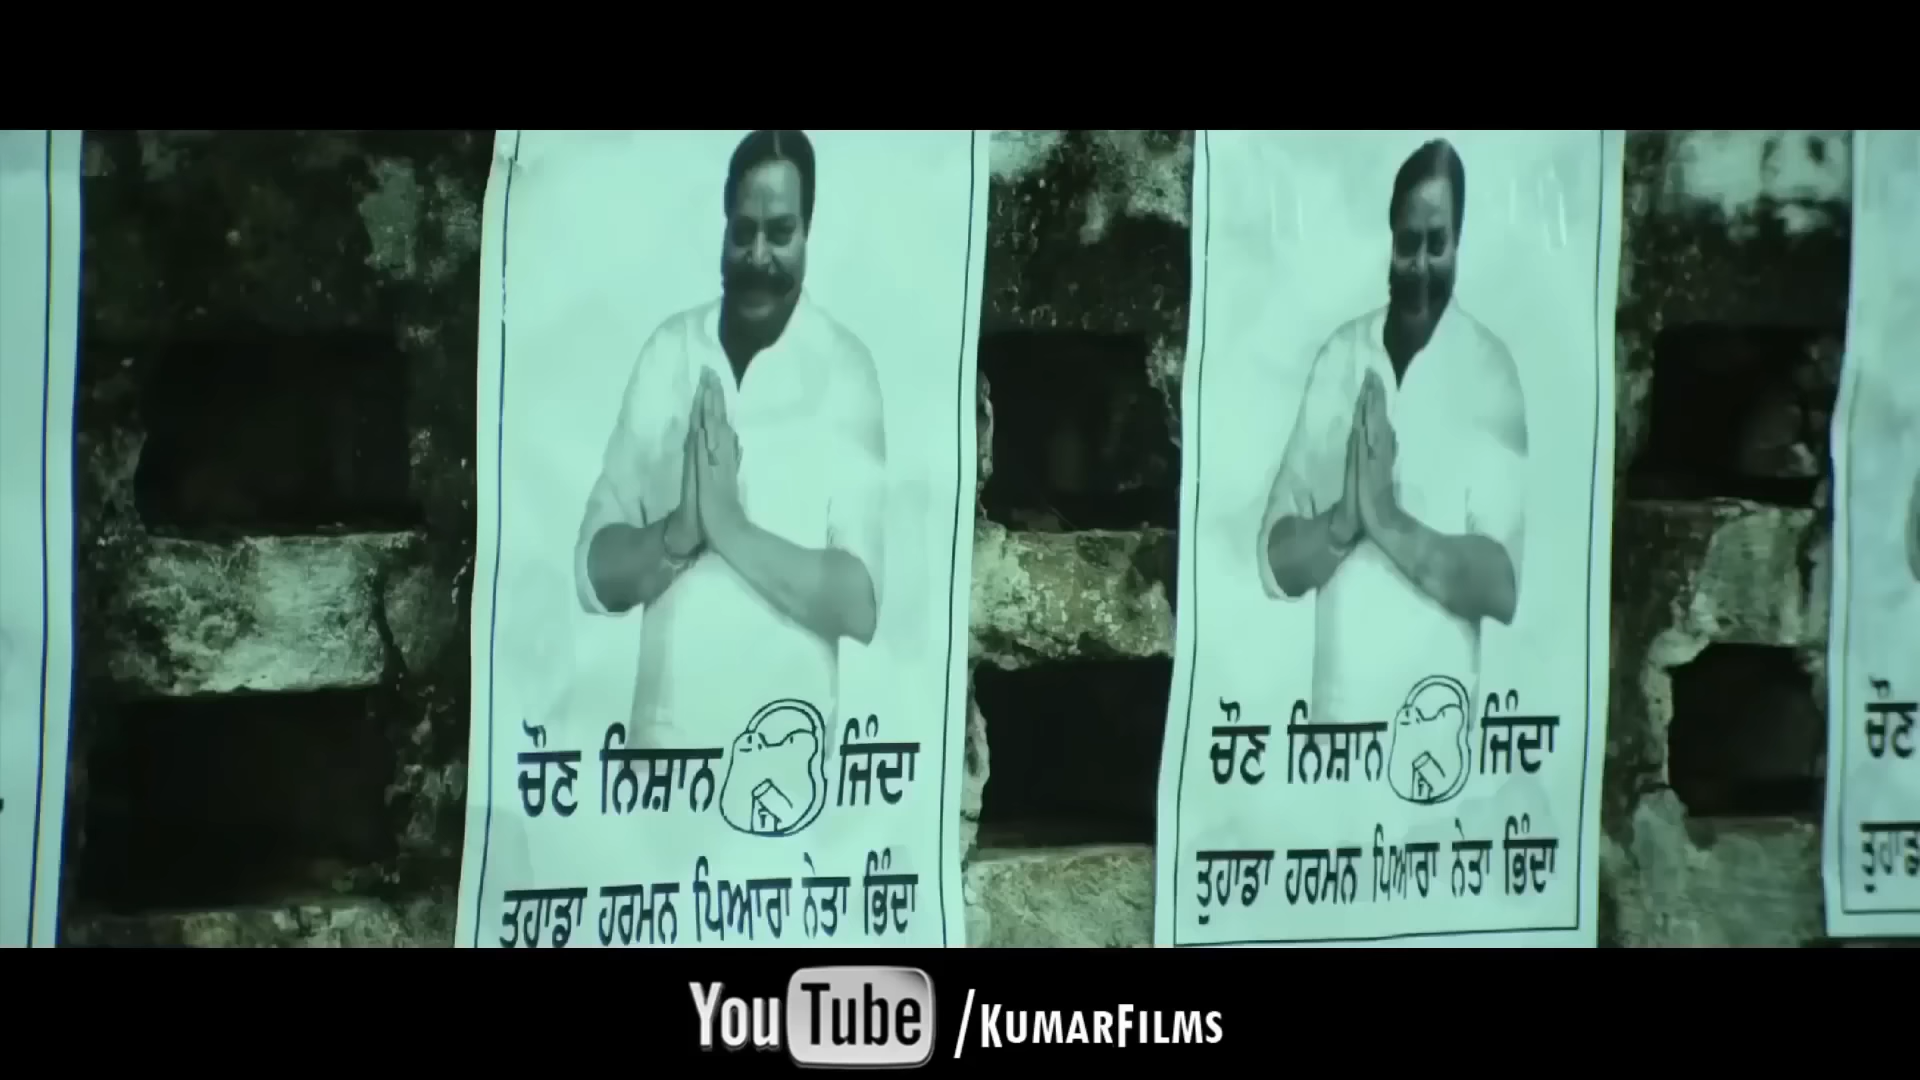 ਚੌਣ ਨਿਸ਼ਾਨ ਜਿੰਦਾ
ਤੁਹਾਡਾ ਹਰਮਨ ਪਿਆਰਾ ਨੇਤਾ ਭਿੰਦਾ
ਚੌਣ ਨਿਸ਼ਾਨ ਜਿੰਦਾ
ਤੁਹਾਡਾ ਹਰਮਨ ਪਿਆਰਾ ਨੇਤਾ ਭਿੰਦਾ
ਚੌਣ
YouTube /KUMARFILMS